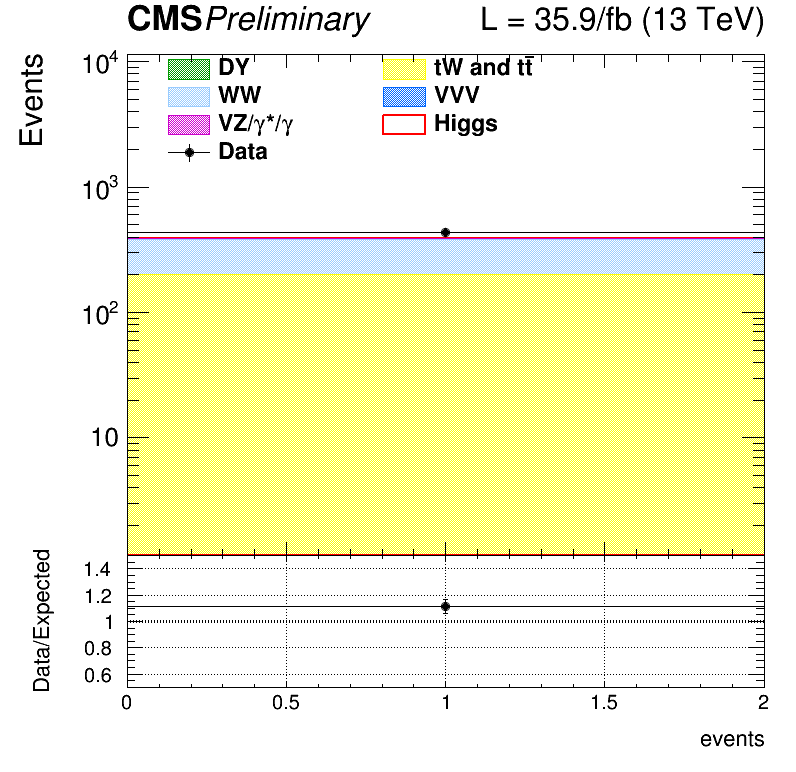 CMS Preliminary L = 35.9/fb (13 TeV)
Events
10⁴
10³
10²
10
DY
tW and tt̅
WW
VVV
VZ/γ*/γ
Higgs
Data
Data/Expected
1.4
1.2
1
0.8
0.6
0 0.5 1 1.5 2
events